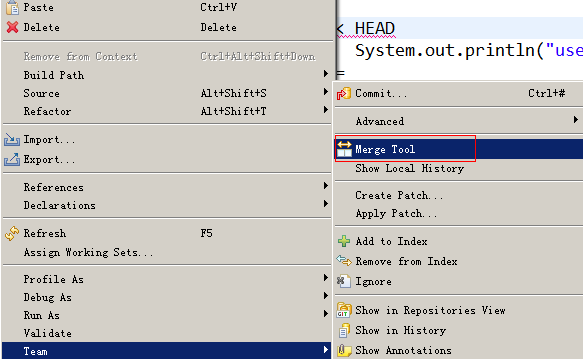 Paste Ctrl+V
Delete Delete
Remove from Context Ctrl+Alt+Shift+Down
Build Path
Source Alt+Shift+S
Refactor Alt+Shift+T
Import...
Export...
References
Declarations
Refresh F5
Assign Working Sets...
Profile As
Debug As
Run As
Validate
Team
< HEAD
System.out.println("use
=
Commit... Ctrl+#
Advanced
Merge Tool
Show Local History
Create Patch...
Apply Patch...
Add to Index
Remove from Index
Ignore
GIT
Show in Repositories View
Show in History
Show Annotations